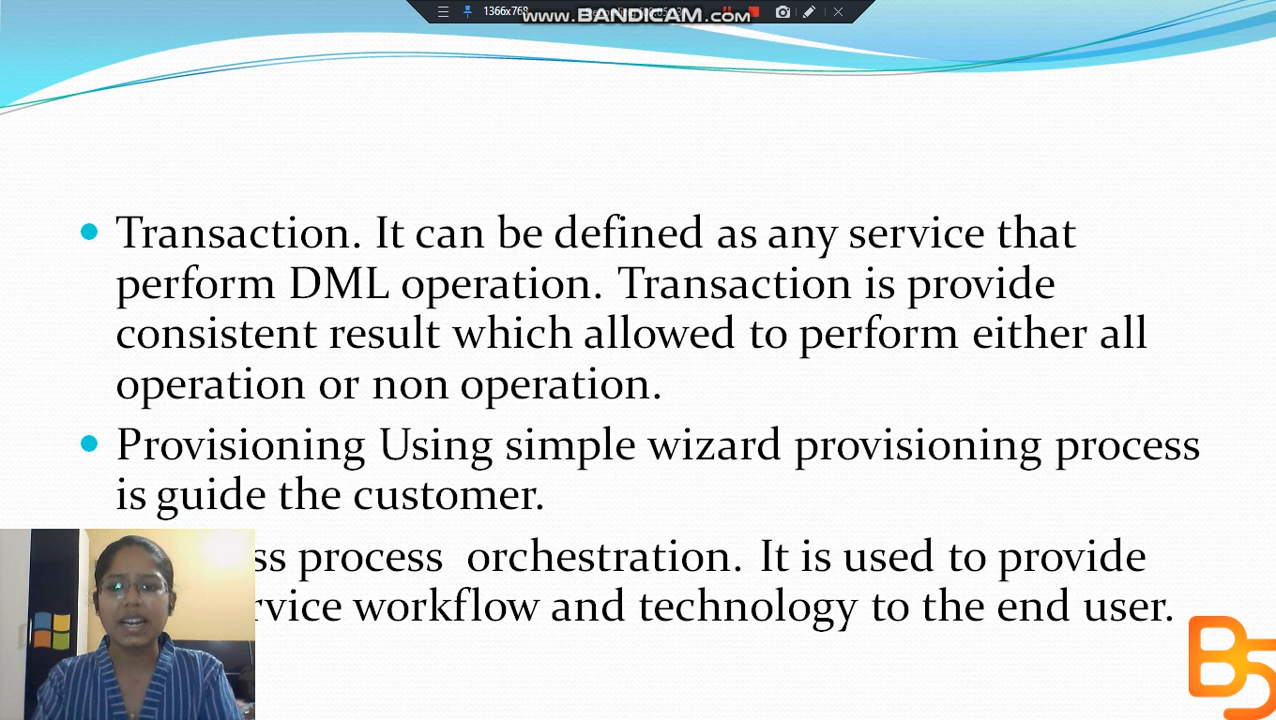 1366x768
www.BANDICAM.com
• Transaction. It can be defined as any service that
perform DML operation. Transaction is provide
consistent result which allowed to perform either all
operation or non operation.
• Provisioning Using simple wizard provisioning process
is guide the customer.
process orchestration. It is used to provide
workflow and technology to the end user.
B5